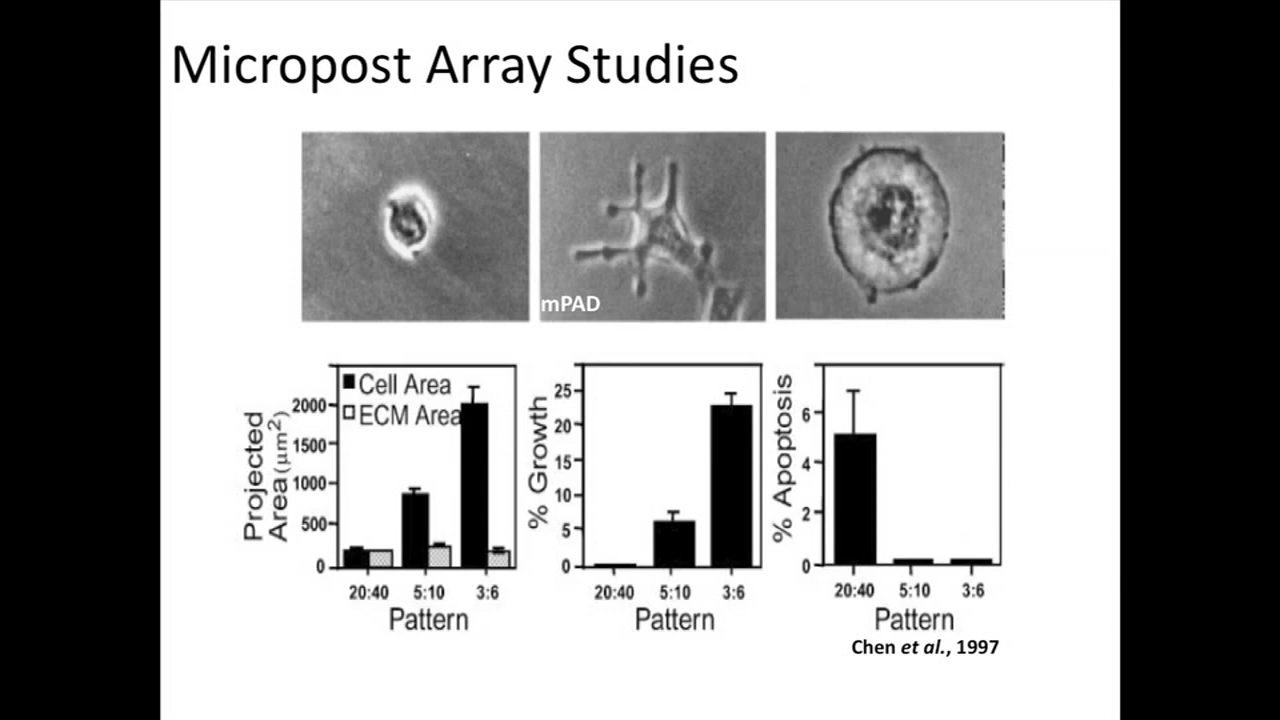 Micropost Array Studies
mPAD
Projected
Area (μm²)
2000
1500
1000
500
0
Cell Area
ECM Area
20:40 5:10 3:6
Pattern
% Growth
25
20
15
10
5
0
20:40 5:10 3:6
Pattern
% Apoptosis
6
4
2
0
20:40 5:10 3:6
Pattern
Chen et al., 1997